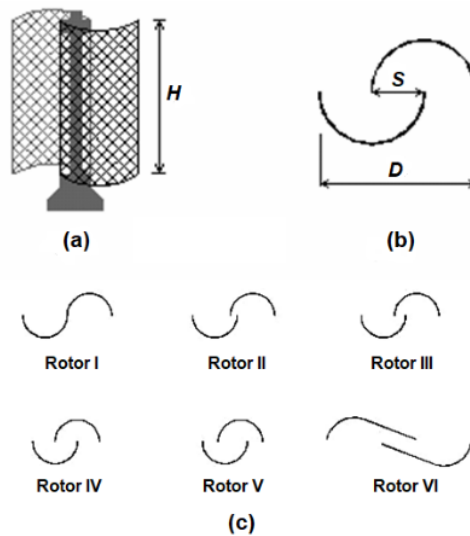 H
S
D
(a)
(b)
Rotor I
Rotor II
Rotor III
Rotor IV
Rotor V
Rotor VI
(c)